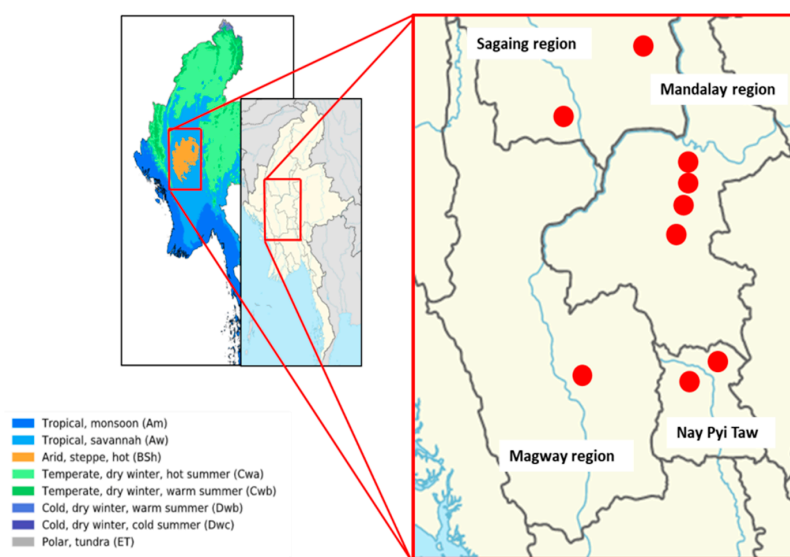 Sagaing region
Mandalay region
Magway region
Nay Pyi Taw
Tropical, monsoon (Am)
Tropical, savannah (Aw)
Arid, steppe, hot (BSh)
Temperate, dry winter, hot summer (Cwa)
Temperate, dry winter, warm summer (Cwb)
Cold, dry winter, warm summer (Dwb)
Cold, dry winter, cold summer (Dwc)
Polar, tundra (ET)